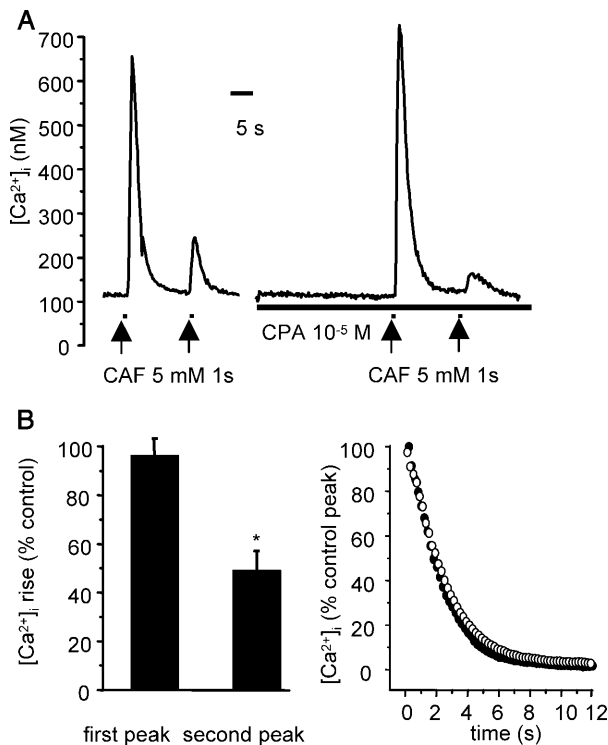 A
700
600
500
400
300
200
100
0
[Ca²⁺]ᵢ (nM)
5 s
CPA 10⁻⁵ M
CAF 5 mM 1s
CAF 5 mM 1s
B
100
80
60
40
20
0
[Ca²⁺]ᵢ rise (% control)
*
first peak second peak
100
80
60
40
20
0
[Ca²⁺]ᵢ (% control peak)
0 2 4 6 8 10 12
time (s)